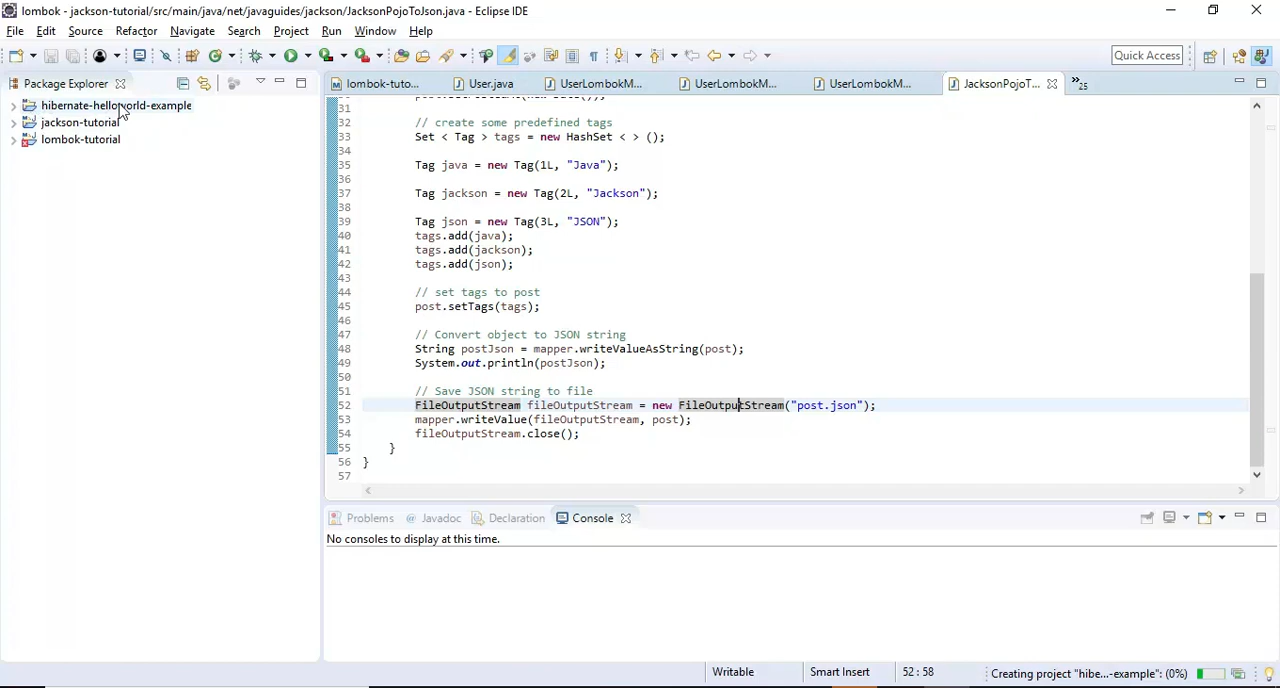 lombok - jackson-tutorial/src/main/java/net/javaguides/jackson/JacksonPojoToJson.java - Eclipse IDE
File Edit Source Refactor Navigate Search Project Run Window Help
Quick Access
Package Explorer
lombok-tuto... User.java UserLombokM... UserLombokM... UserLombokM... JacksonPojoT... »25
hibernate-helloworld-example
jackson-tutorial
lombok-tutorial
31
32 // create some predefined tags
33 Set < Tag > tags = new HashSet < > ();
34
35 Tag java = new Tag(1L, "Java");
36
37 Tag jackson = new Tag(2L, "Jackson");
38
39 Tag json = new Tag(3L, "JSON");
40 tags.add(java);
41 tags.add(jackson);
42 tags.add(json);
43
44 // set tags to post
45 post.setTags(tags);
46
47 // Convert object to JSON string
48 String postJson = mapper.writeValueAsString(post);
49 System.out.println(postJson);
50
51 // Save JSON string to file
52 FileOutputStream fileOutputStream = new FileOutputStream("post.json");
53 mapper.writeValue(fileOutputStream, post);
54 fileOutputStream.close();
55 }
56 }
57
Problems @ Javadoc Declaration Console
No consoles to display at this time.
Writable Smart Insert 52 : 58 Creating project "hibe...-example": (0%)